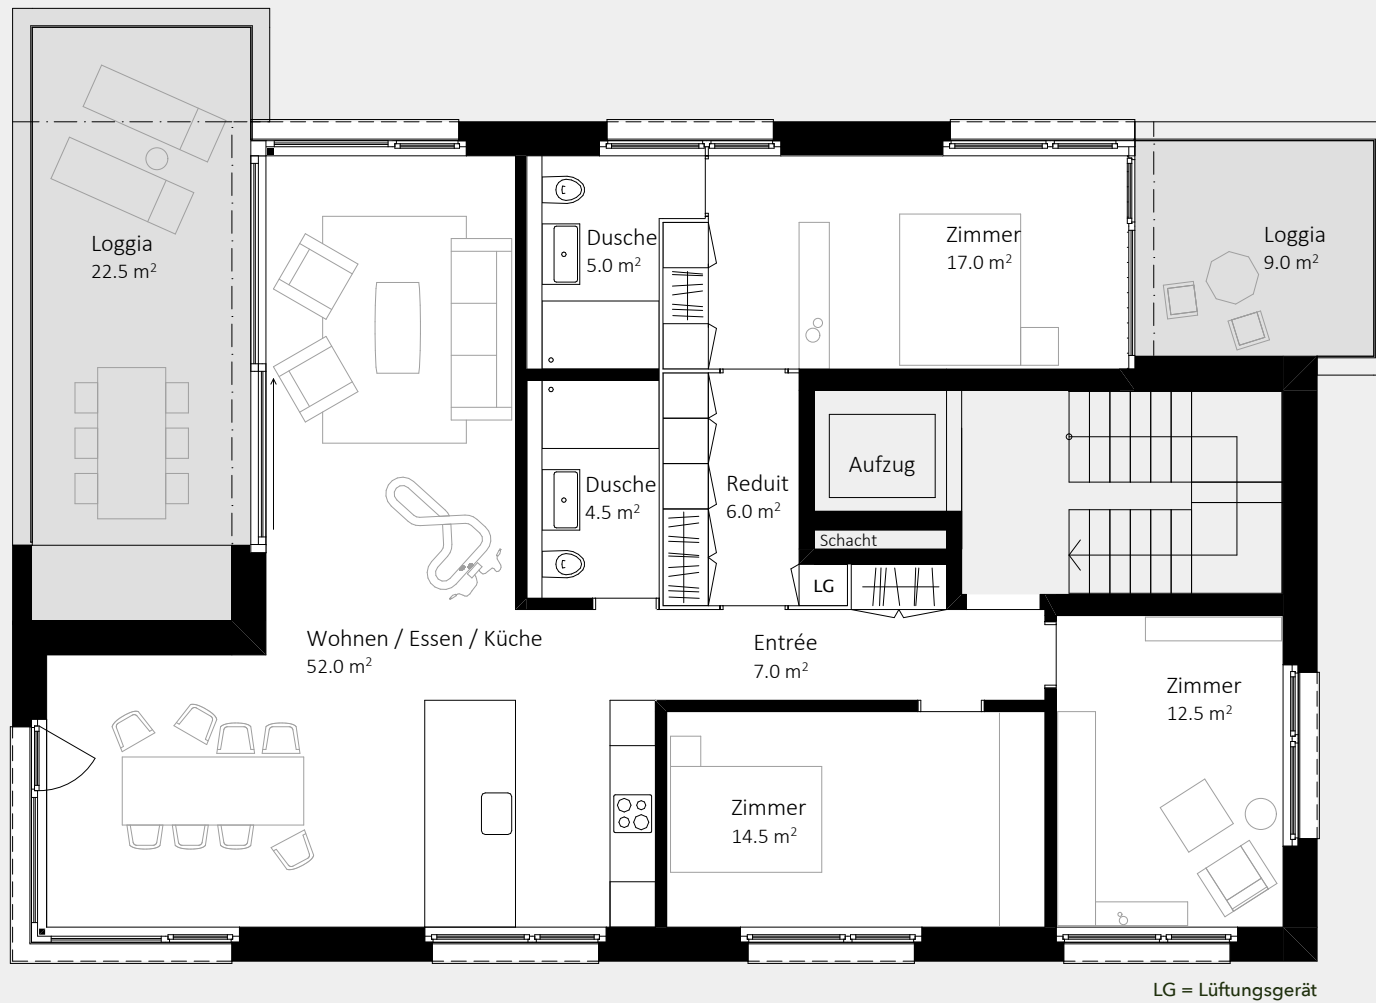 Loggia
22.5 m²
Dusche
5.0 m²
Zimmer
17.0 m²
Loggia
9.0 m²
Dusche
4.5 m²
Reduit
6.0 m²
Aufzug
Schacht
LG
Wohnen / Essen / Küche
52.0 m²
Entrée
7.0 m²
Zimmer
12.5 m²
Zimmer
14.5 m²
LG = Lüftungsgerät